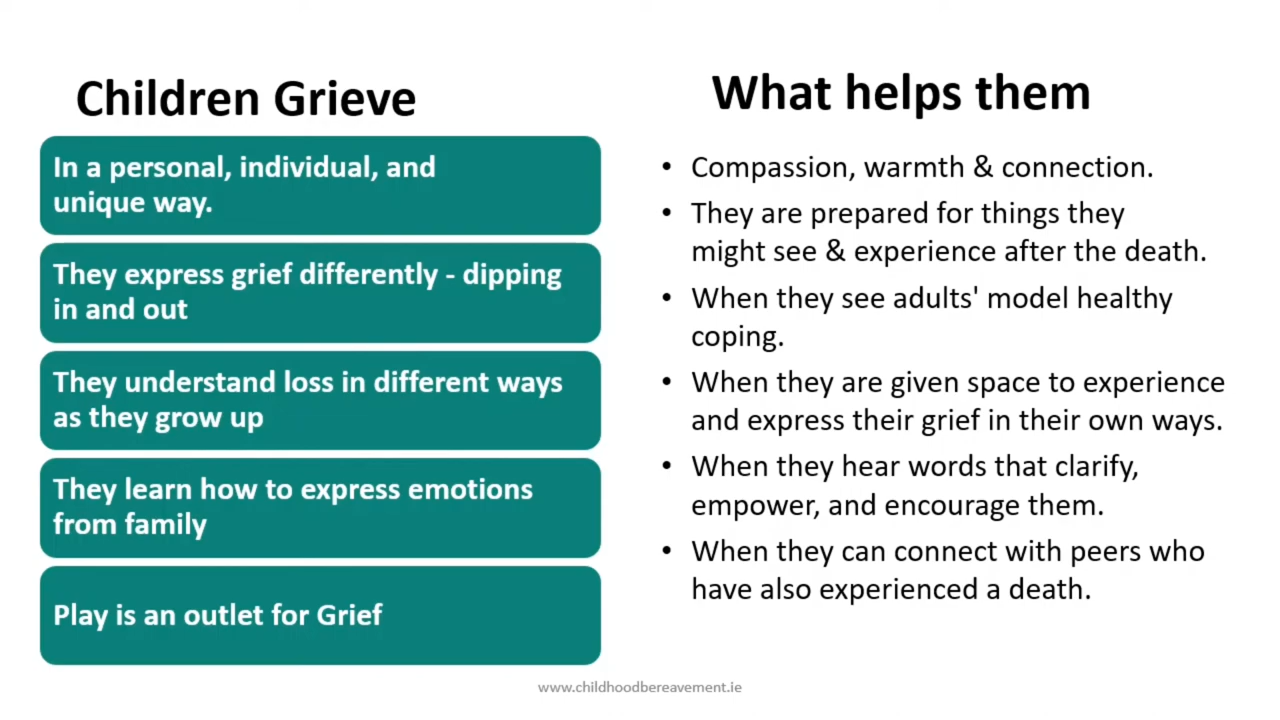 Children Grieve
In a personal, individual, and
unique way.
They express grief differently - dipping
in and out
They understand loss in different ways
as they grow up
They learn how to express emotions
from family
Play is an outlet for Grief
What helps them
• Compassion, warmth & connection.
• They are prepared for things they
might see & experience after the death.
• When they see adults' model healthy
coping.
• When they are given space to experience
and express their grief in their own ways.
• When they hear words that clarify,
empower, and encourage them.
• When they can connect with peers who
have also experienced a death.
www.childhoodbereavement.ie